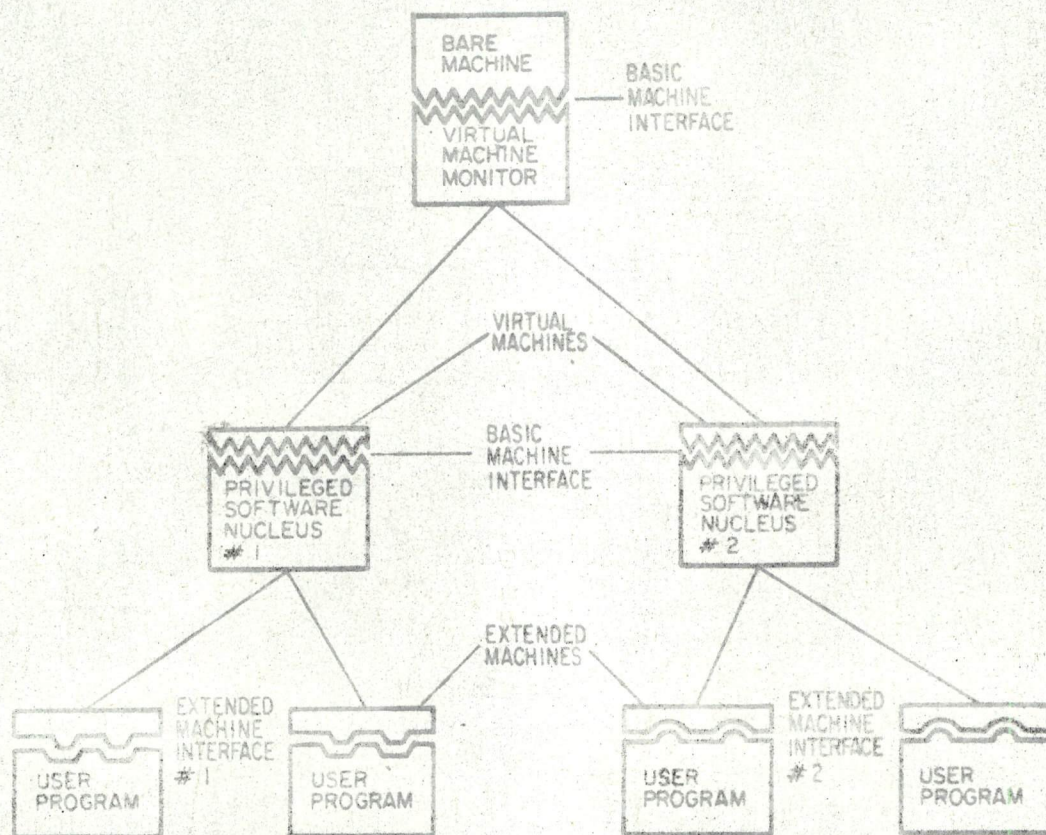 BARE
MACHINE
BASIC
MACHINE
INTERFACE
VIRTUAL
MACHINE
MONITOR
VIRTUAL
MACHINES
BASIC
MACHINE
INTERFACE
PRIVILEGED
SOFTWARE
NUCLEUS
# 1
PRIVILEGED
SOFTWARE
NUCLEUS
# 2
EXTENDED
MACHINES
EXTENDED
MACHINE
INTERFACE
# 1
EXTENDED
MACHINE
INTERFACE
# 2
USER
PROGRAM
USER
PROGRAM
USER
PROGRAM
USER
PROGRAM